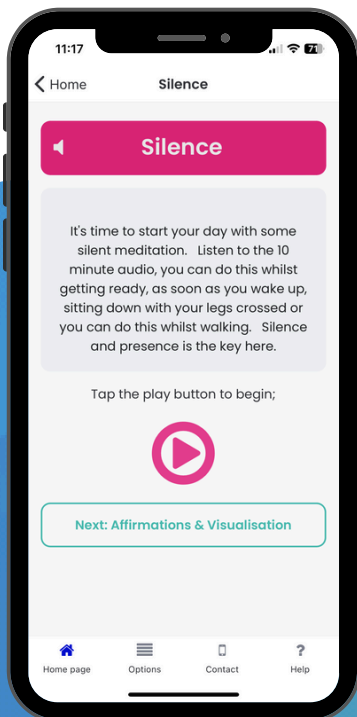 11:17
71
Home
Silence
Silence
It's time to start your day with some
silent meditation.   Listen to the 10
minute audio, you can do this whilst
getting ready, as soon as you wake up,
sitting down with your legs crossed or
you can do this whilst walking.   Silence
and presence is the key here.
Tap the play button to begin;
Next: Affirmations & Visualisation
Home page
Options
Contact
?
Help